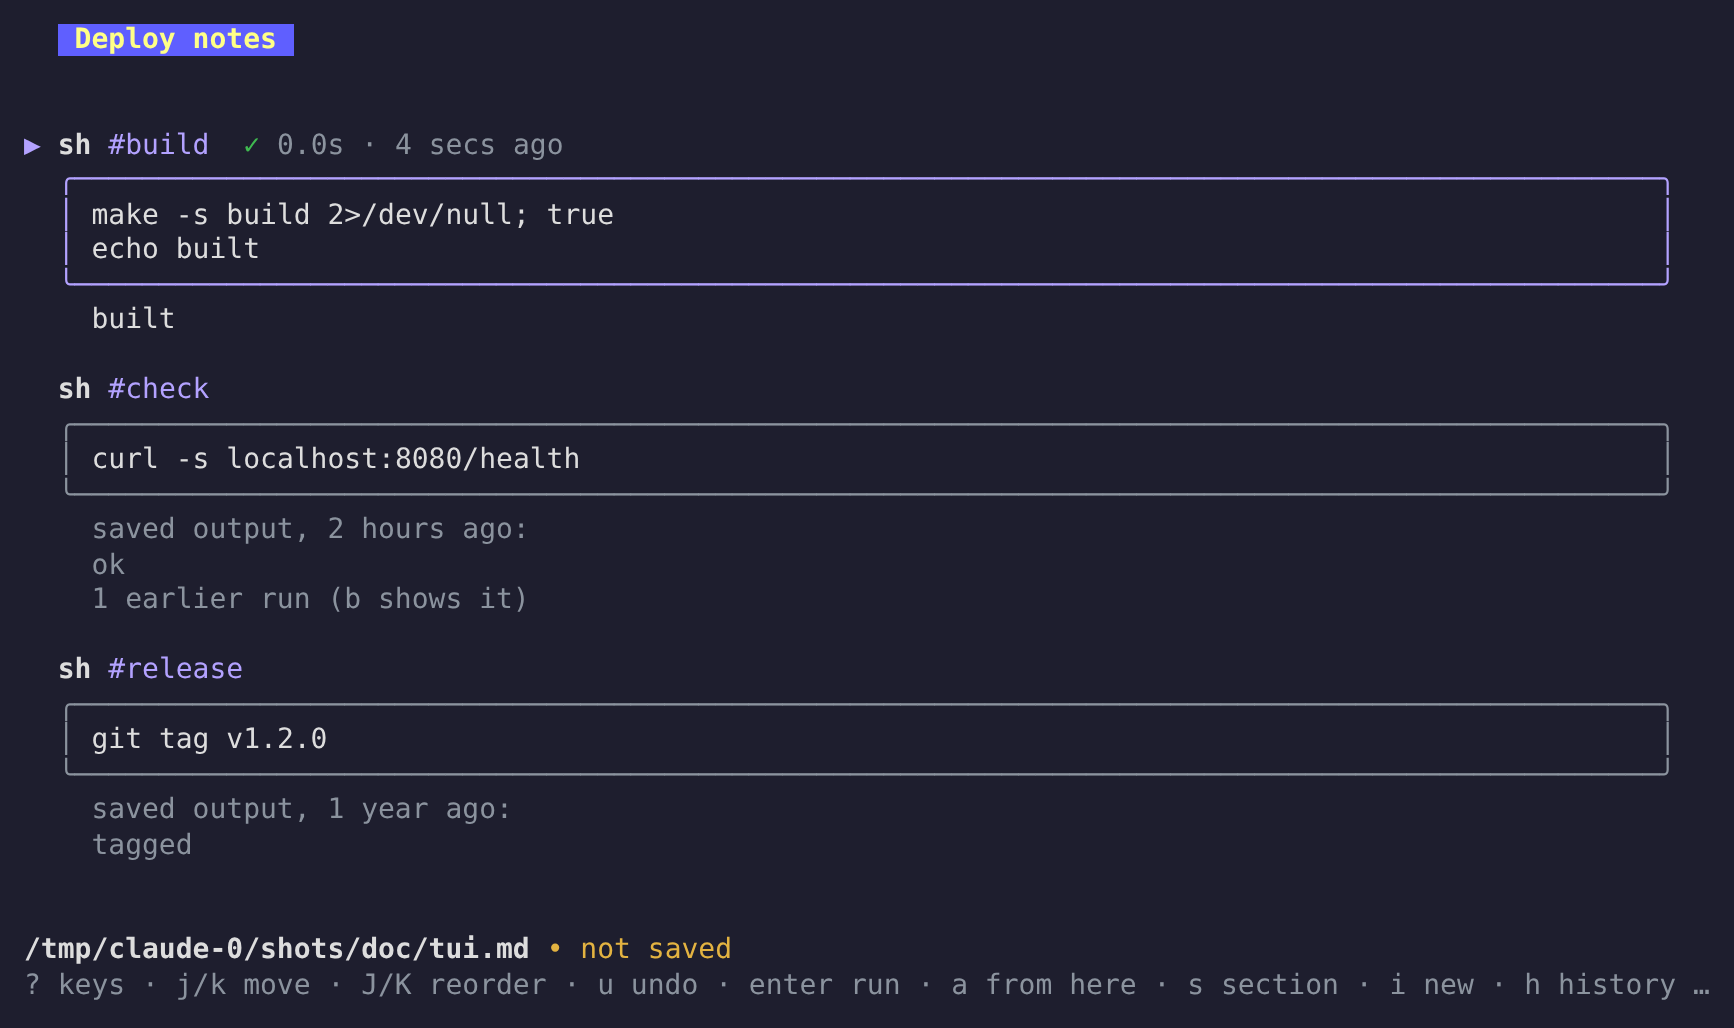 Deploy notes
▶ sh #build ✓ 0.0s · 4 secs ago
make -s build 2>/dev/null; true
echo built
built
sh #check
curl -s localhost:8080/health
saved output, 2 hours ago:
ok
1 earlier run (b shows it)
sh #release
git tag v1.2.0
saved output, 1 year ago:
tagged
/tmp/claude-0/shots/doc/tui.md • not saved
? keys · j/k move · J/K reorder · u undo · enter run · a from here · s section · i new · h history …